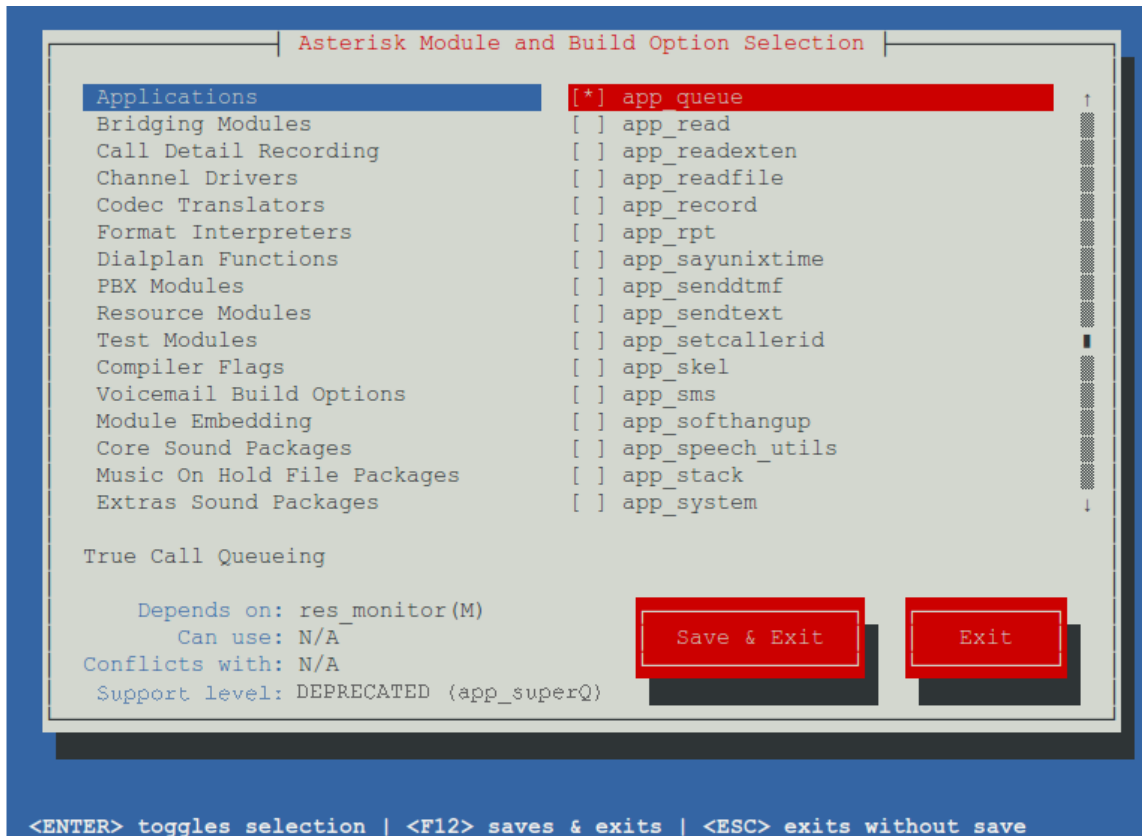 Asterisk Module and Build Option Selection
Applications [*] app_queue
Bridging Modules [ ] app_read
Call Detail Recording [ ] app_readexten
Channel Drivers [ ] app_readfile
Codec Translators [ ] app_record
Format Interpreters [ ] app_rpt
Dialplan Functions [ ] app_sayunixtime
PBX Modules [ ] app_senddtmf
Resource Modules [ ] app_sendtext
Test Modules [ ] app_setcallerid
Compiler Flags [ ] app_skel
Voicemail Build Options [ ] app_sms
Module Embedding [ ] app_softhangup
Core Sound Packages [ ] app_speech_utils
Music On Hold File Packages [ ] app_stack
Extras Sound Packages [ ] app_system
True Call Queueing
Depends on: res_monitor(M)
Can use: N/A
Conflicts with: N/A
Support level: DEPRECATED (app_superQ)
Save & Exit Exit
<ENTER> toggles selection | <F12> saves & exits | <ESC> exits without save